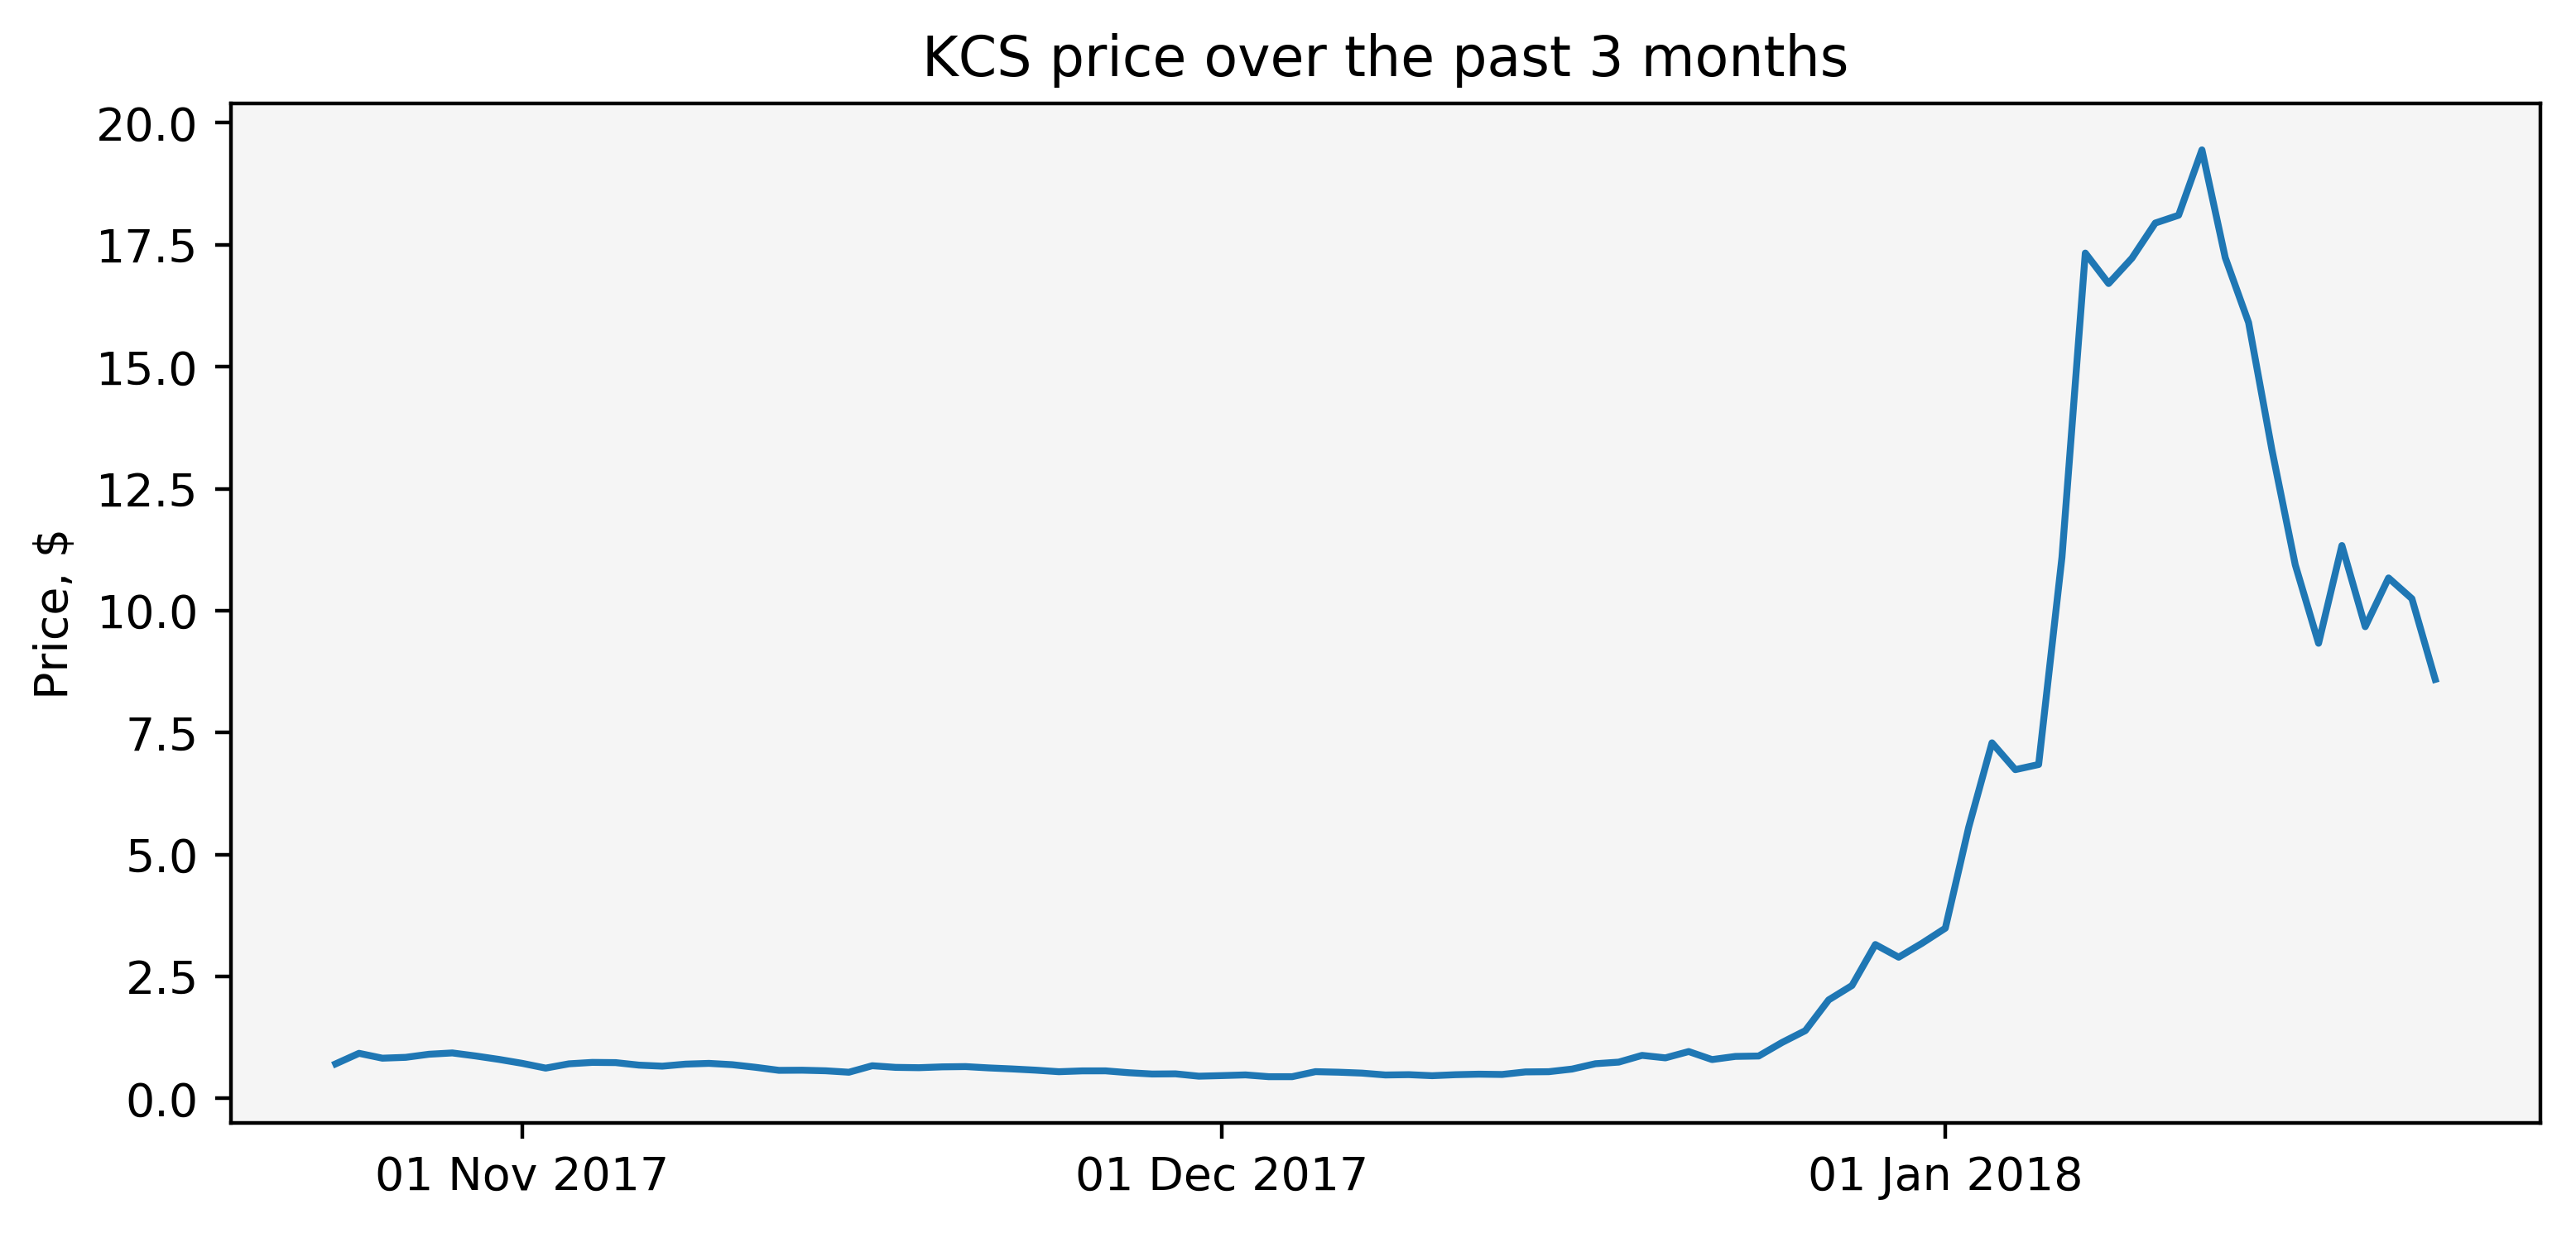 KCS price over the past 3 months
Price, $
20.0
17.5
15.0
12.5
10.0
7.5
5.0
2.5
0.0
01 Nov 2017
01 Dec 2017
01 Jan 2018